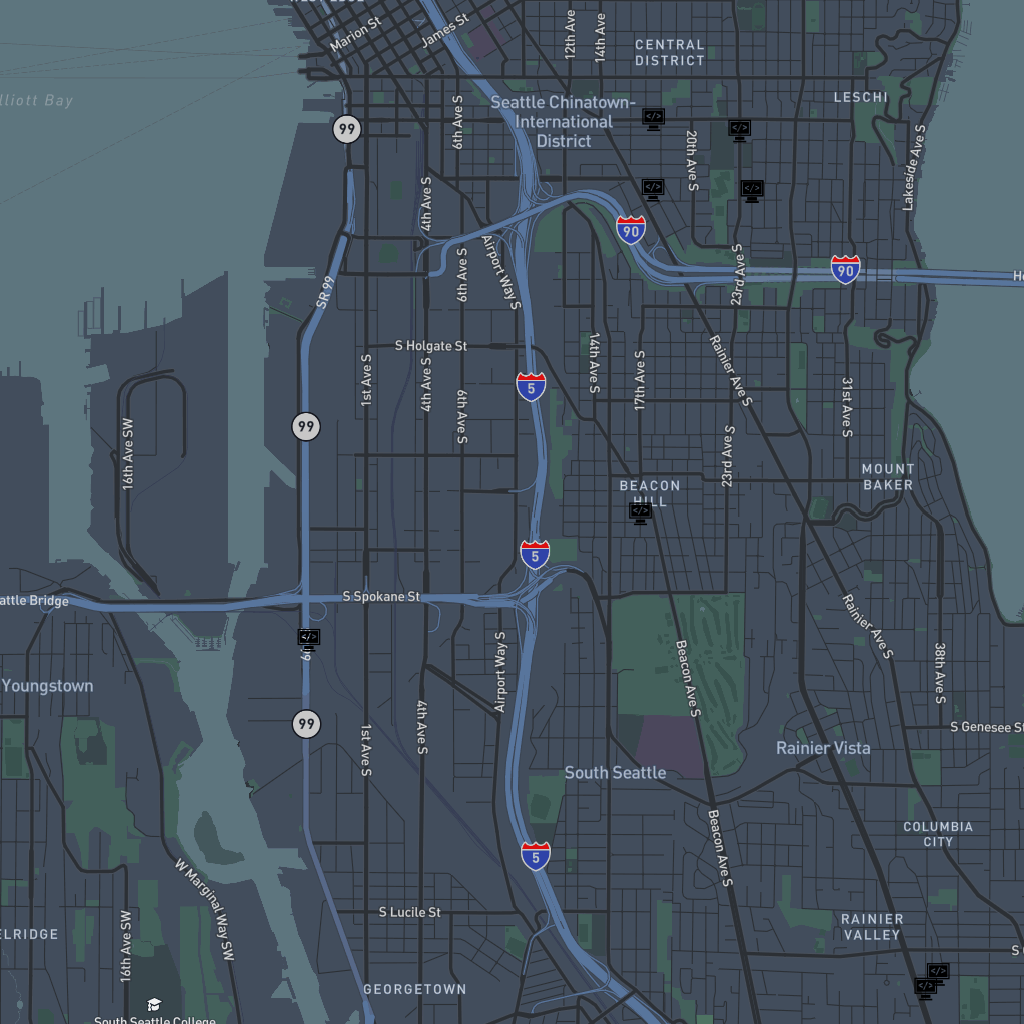 Marion St
James St
12th Ave
14th Ave
CENTRAL
DISTRICT
LESCHI
lliott Bay
Seattle Chinatown-
International
District
99
6th Ave S
20th Ave S
Lakeside Ave S
4th Ave S
90
Airport Way S
6th Ave S
23rd Ave S
90
SR 99
S Holgate St
14th Ave S
17th Ave S
Rainier Ave S
1st Ave S
4th Ave S
6th Ave S
5
31st Ave S
99
16th Ave SW
23rd Ave S
MOUNT
BAKER
BEACON
HILL
5
attle Bridge
S Spokane St
Rainier Ave S
Airport Way S
Beacon Ave S
38th Ave S
Youngstown
99
1st Ave S
4th Ave S
S Genesee St
Rainier Vista
South Seattle
COLUMBIA
CITY
Beacon Ave S
5
W Marginal Way SW
S Lucile St
16th Ave SW
ELRIDGE
RAINIER
VALLEY
GEORGETOWN
South Seattle College